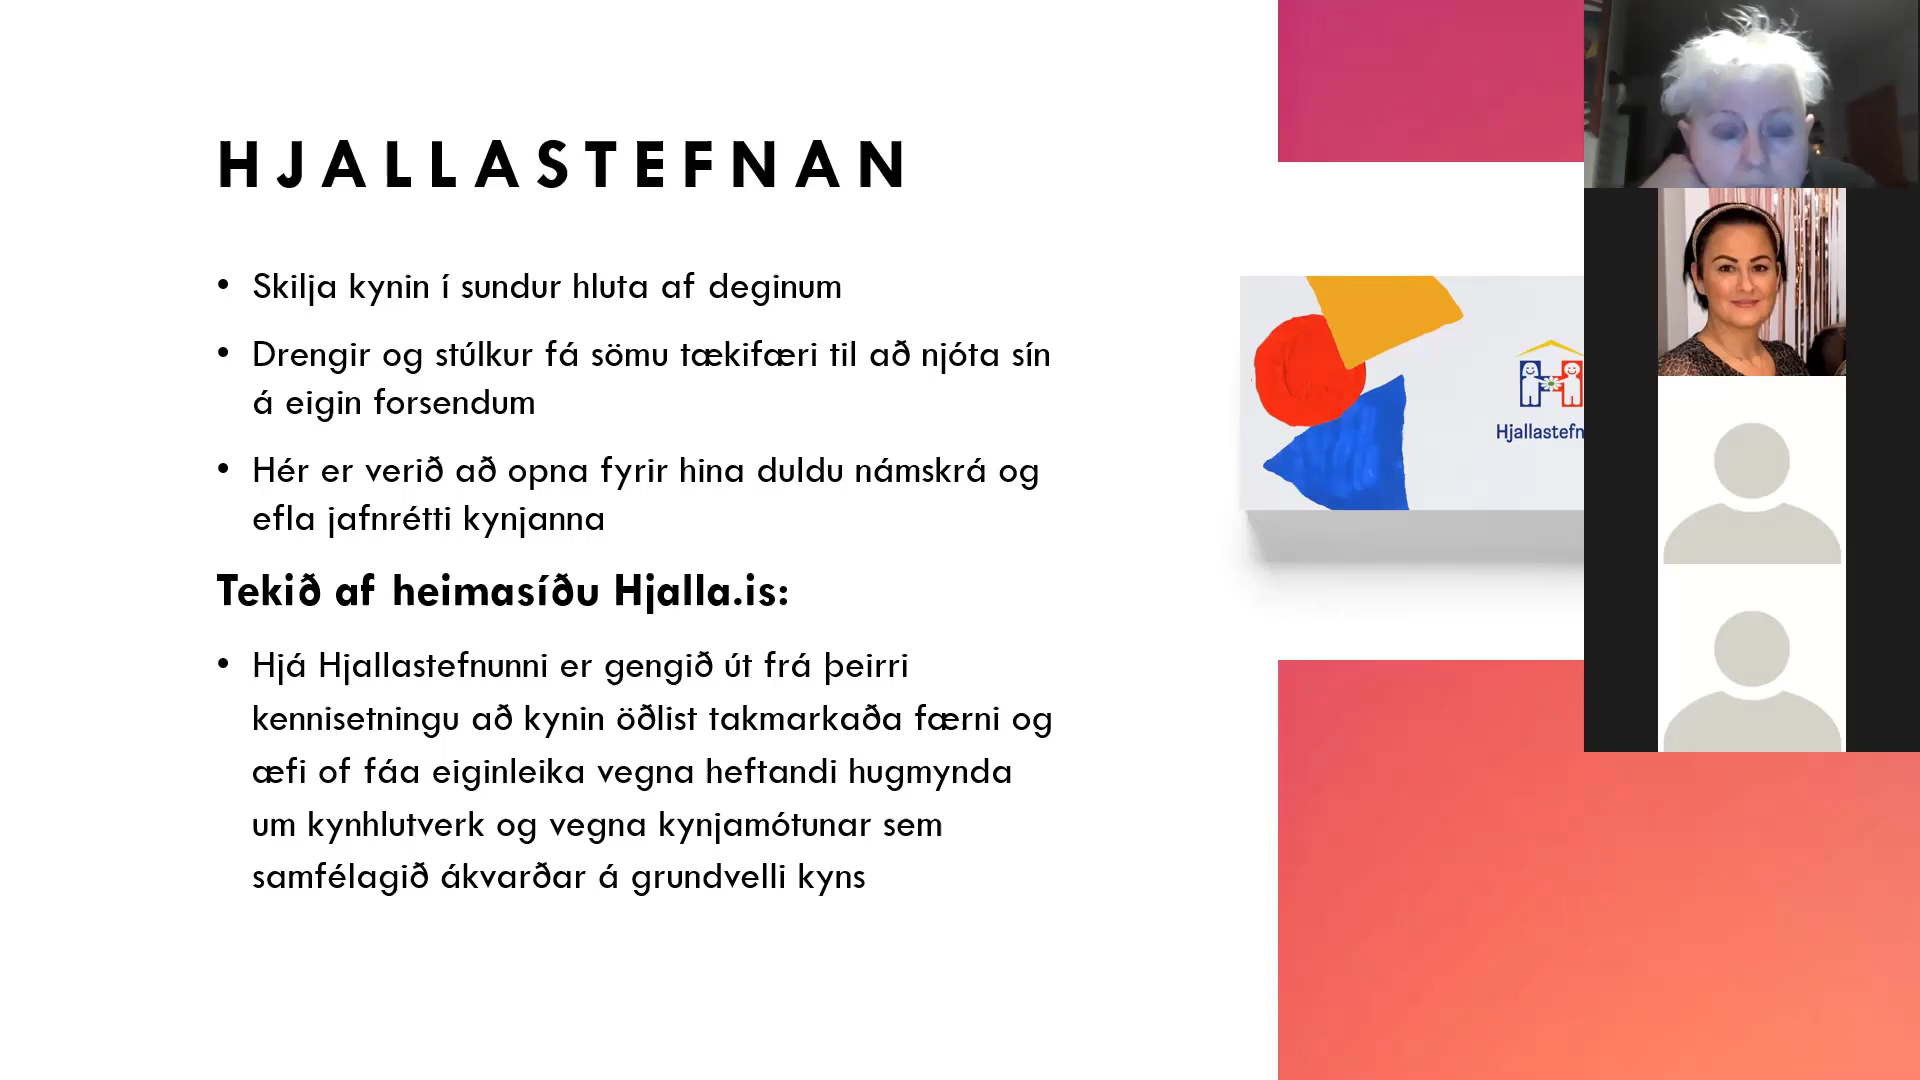 HJALLASTEFNAN
• Skilja kynin í sundur hluta af deginum
• Drengir og stúlkur fá sömu tækifæri til að njóta sín
á eigin forsendum
• Hér er verið að opna fyrir hina duldu námskrá og
efla jafnrétti kynjanna
Tekið af heimasíðu Hjalla.is:
• Hjá Hjallastefnunni er gengið út frá þeirri
kennisetningu að kynin öðlist takmarkaða færni og
æfi of fáa eiginleika vegna heftandi hugmynda
um kynhlutverk og vegna kynjamótunar sem
samfélagið ákvarðar á grundvelli kyns
Hjallastefn